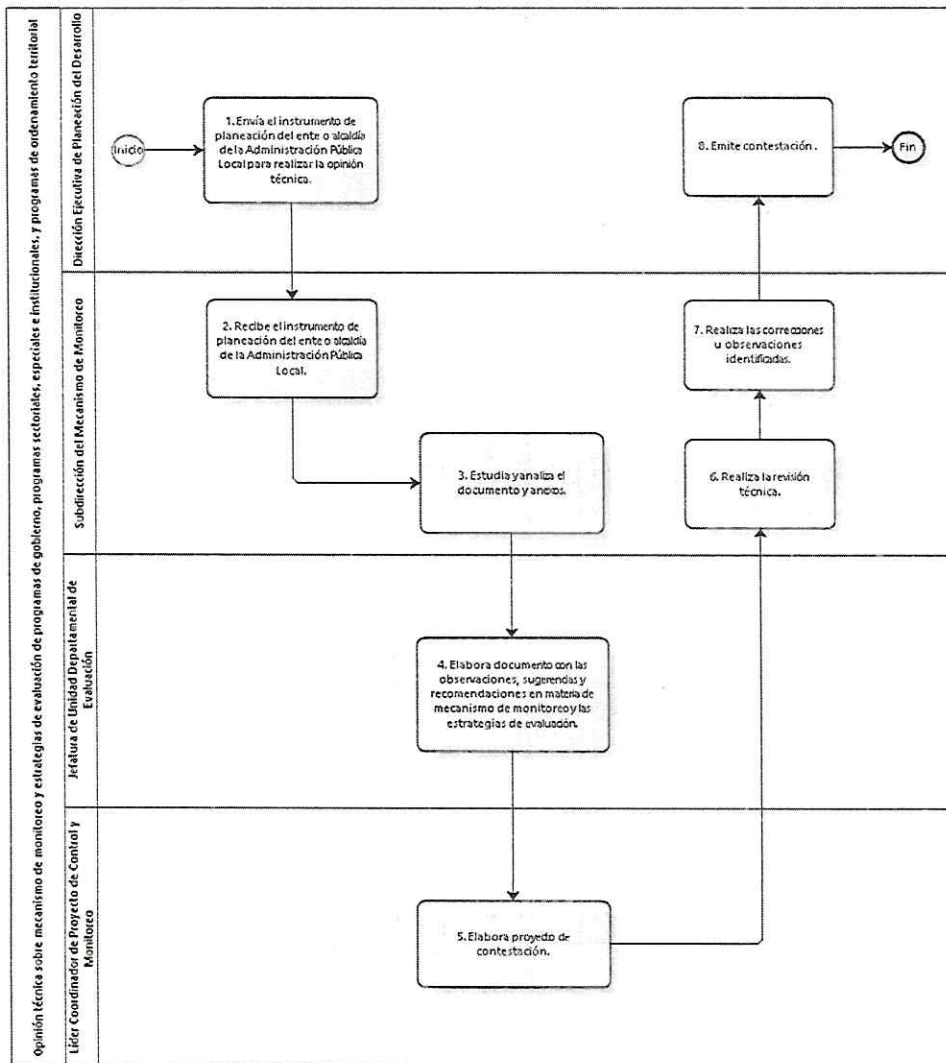 Opinión técnica sobre mecanismo de monitoreo y estrategias de evaluación de programas de gobierno, programas sectoriales, especiales e institucionales, y programas de ordenamiento territorial
Dirección Ejecutiva de Planeación del Desarrollo
Inicio
1. Envía el instrumento de
planeación del ente o alcaldía
de la Administración Pública
Local para realizar la opinión
técnica.
8. Emite contestación.
Fin
Subdirección del Mecanismo de Monitoreo
2. Recibe el instrumento de
planeación del ente o alcaldía
de la Administración Pública
Local.
3. Estudia y analiza el
documento y anexos.
7. Realiza las correcciones
u observaciones
identificadas.
6. Realiza la revisión
técnica.
Jefatura de Unidad Departamental de
Evaluación
4. Elabora documento con las
observaciones, sugerencias y
recomendaciones en materia de
mecanismo de monitoreo y las
estrategias de evaluación.
Líder Coordinador de Proyecto de Control y
Monitoreo
5. Elabora proyecto de
contestación.